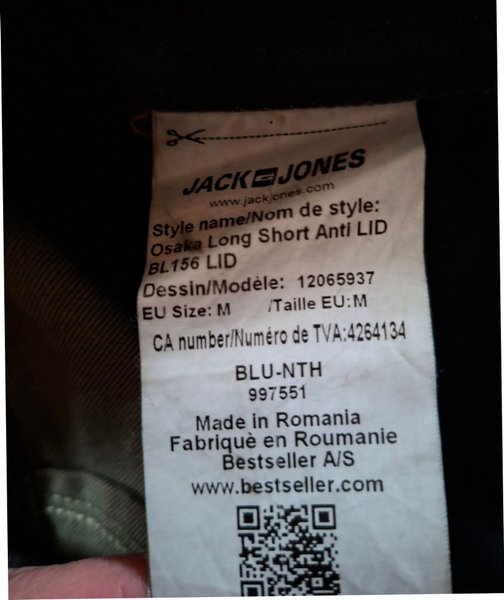 JACK JONES
www.jackjones.com
Style name/Nom de style:
Osaka Long Short Anti LID
BL156 LID
Dessin/Modèle: 12065937
EU Size: M /Taille EU:M
CA number/Numéro de TVA:4264134
BLU-NTH
997551
Made in Romania
Fabriquè en Roumanie
Bestseller A/S
www.bestseller.com